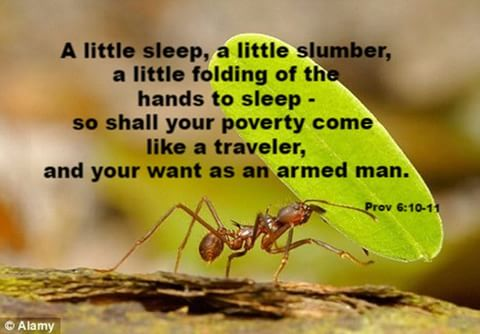 A little sleep, a little slumber,
a little folding of the
hands to sleep -
so shall your poverty come
like a traveler,
and your want as an armed man.
Prov 6:10-11
© Alamy